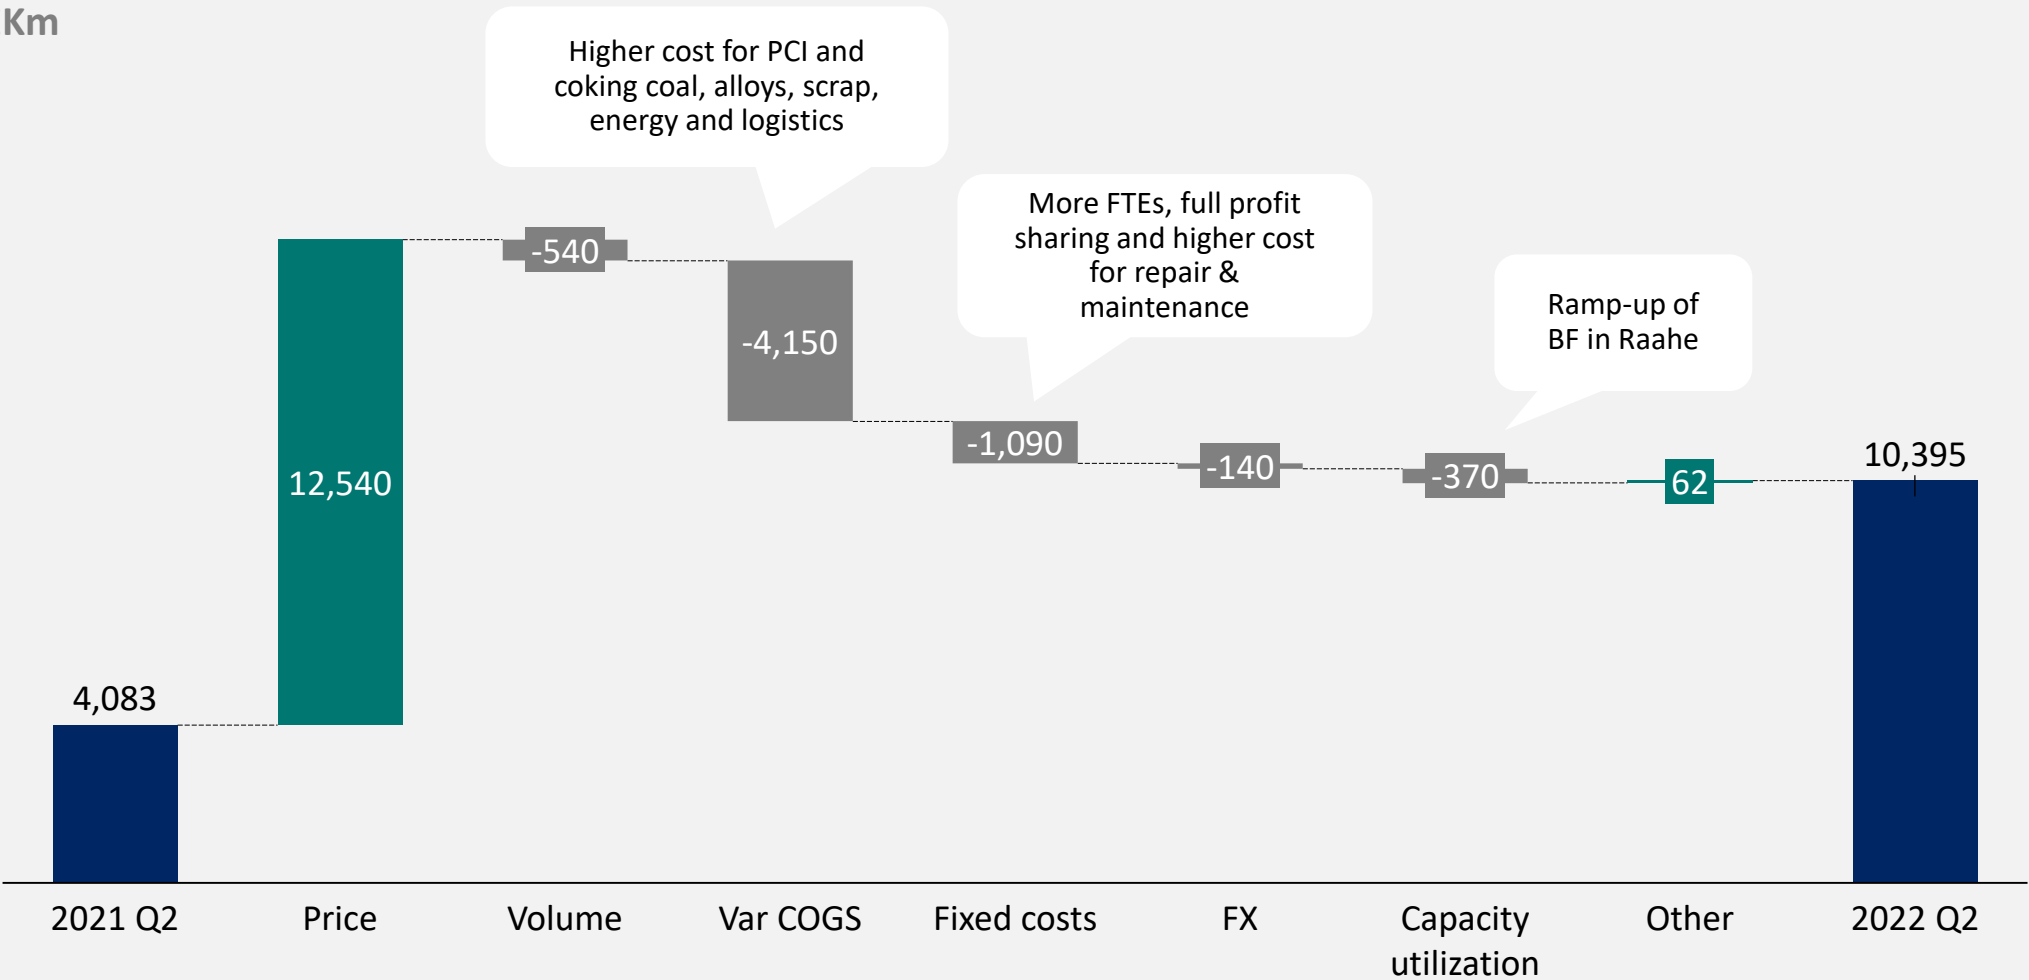 Km
Higher cost for PCI and
coking coal, alloys, scrap,
energy and logistics
More FTEs, full profit
sharing and higher cost
for repair &
maintenance
Ramp-up of
BF in Raahe
4,083
12,540
-540
-4,150
-1,090
-140
-370
62
10,395
2021 Q2
Price
Volume
Var COGS
Fixed costs
FX
Capacity
utilization
Other
2022 Q2